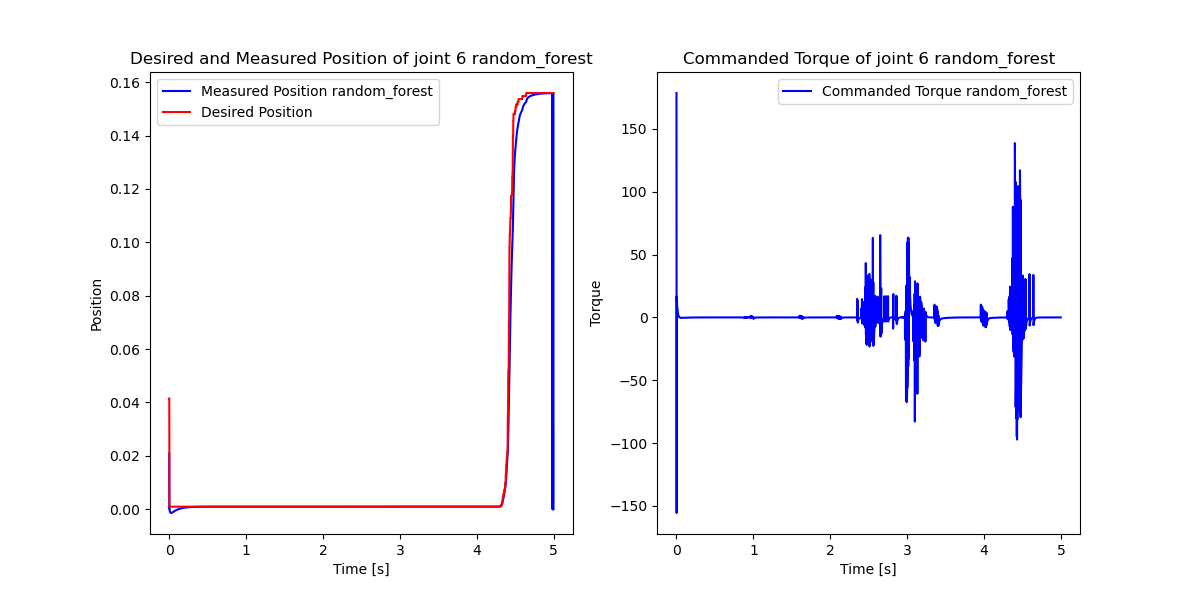 Desired and Measured Position of joint 6 random_forest
Measured Position random_forest
Desired Position
0.16
0.14
0.12
0.10
0.08
0.06
0.04
0.02
0.00
Position
0 1 2 3 4 5
Time [s]
Commanded Torque of joint 6 random_forest
Commanded Torque random_forest
150
100
50
0
−50
−100
−150
Torque
0 1 2 3 4 5
Time [s]